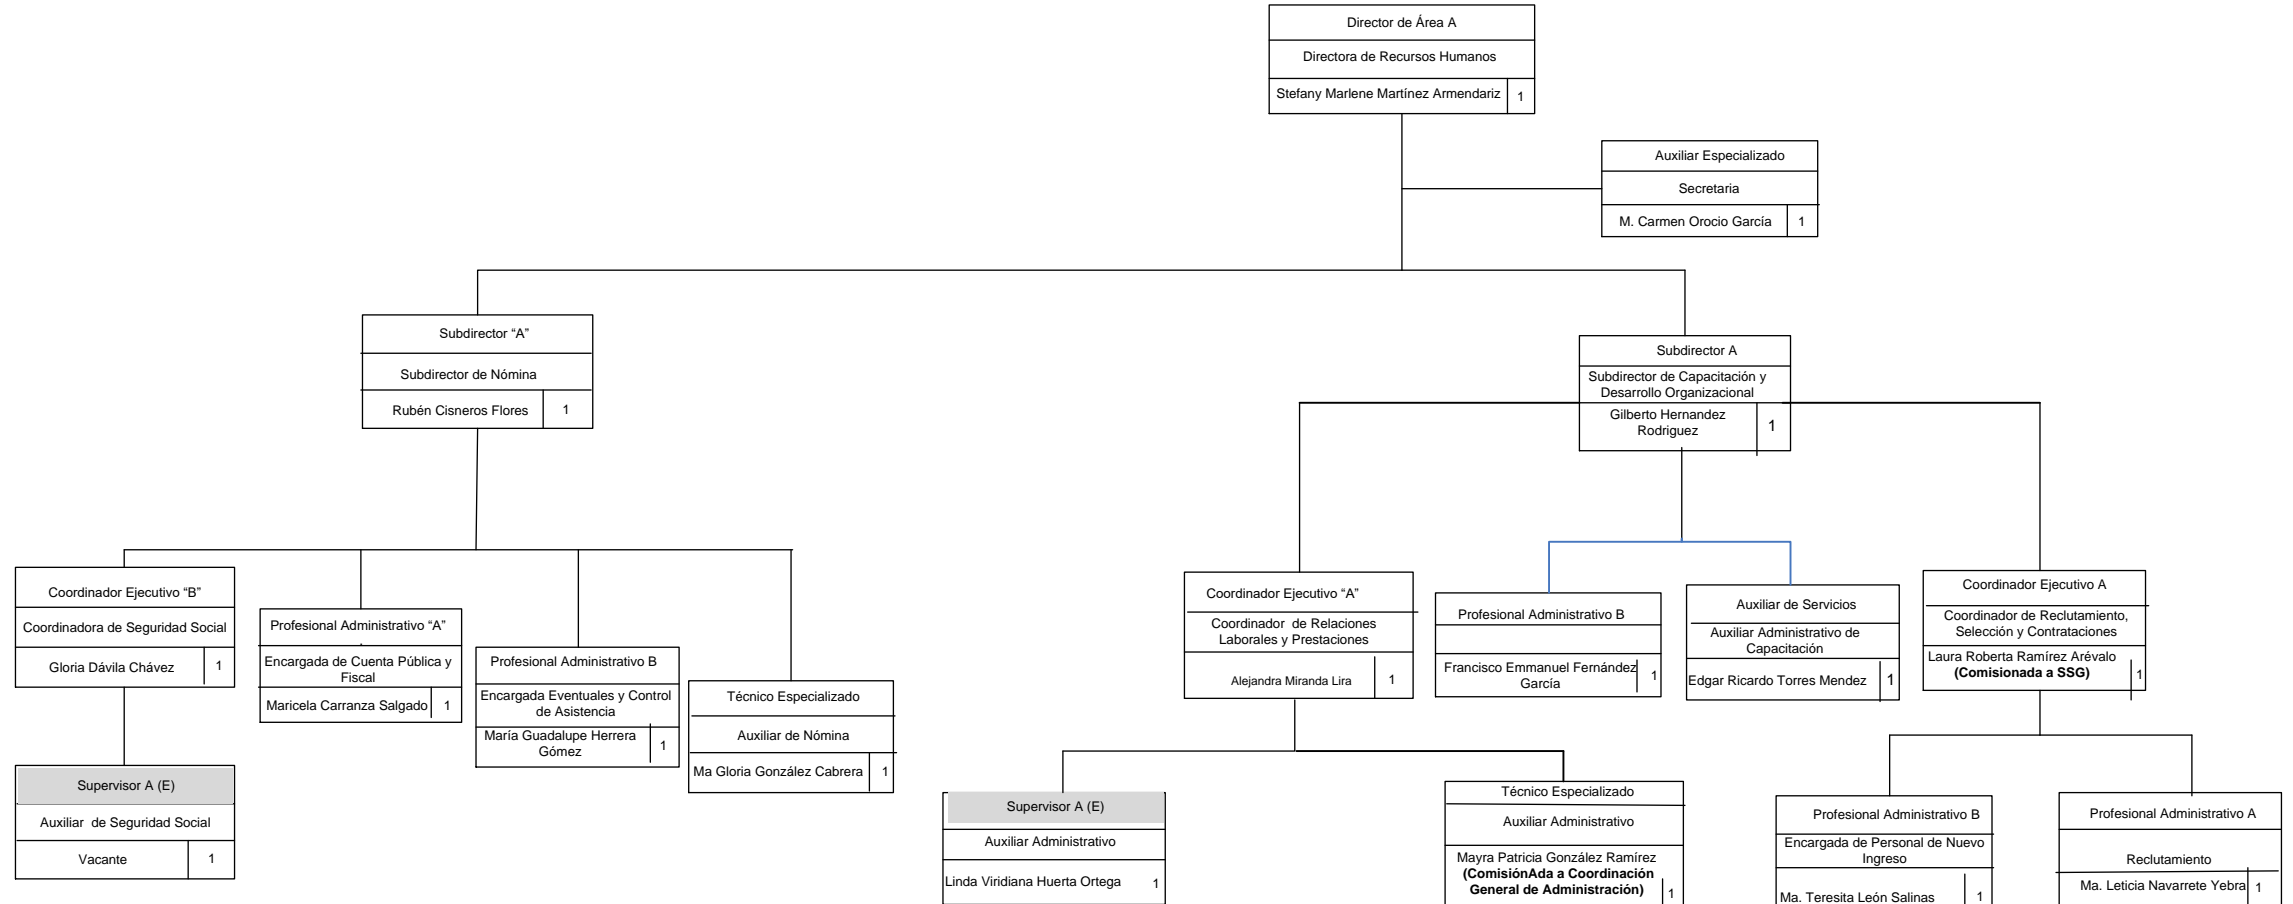 Director de Área A
Directora de Recursos Humanos
Stefany Marlene Martínez Armendariz 1
Auxiliar Especializado
Secretaria
M. Carmen Orocio García 1
Subdirector “A”
Subdirector de Nómina
Rubén Cisneros Flores 1
Subdirector A
Subdirector de Capacitación y
Desarrollo Organizacional
Gilberto Hernandez
Rodriguez
1
Coordinador Ejecutivo “B”
Coordinadora de Seguridad Social
Gloria Dávila Chávez 1
Profesional Administrativo “A”
Encargada de Cuenta Pública y
Fiscal
Maricela Carranza Salgado 1
Profesional Administrativo B
Encargada Eventuales y Control
de Asistencia
María Guadalupe Herrera
Gómez
1
Técnico Especializado
Auxiliar de Nómina
Ma Gloria González Cabrera 1
Coordinador Ejecutivo “A”
Coordinador de Relaciones
Laborales y Prestaciones
Alejandra Miranda Lira 1
Profesional Administrativo B
Francisco Emmanuel Fernández
García
1
Auxiliar de Servicios
Auxiliar Administrativo de
Capacitación
Edgar Ricardo Torres Mendez 1
Coordinador Ejecutivo A
Coordinador de Reclutamiento,
Selección y Contrataciones
Laura Roberta Ramírez Arévalo
(Comisionada a SSG)
1
Supervisor A (E)
Auxiliar de Seguridad Social
Vacante 1
Supervisor A (E)
Auxiliar Administrativo
Linda Viridiana Huerta Ortega 1
Técnico Especializado
Auxiliar Administrativo
Mayra Patricia González Ramírez
(ComisiónAda a Coordinación
General de Administración)
1
Profesional Administrativo B
Encargada de Personal de Nuevo
Ingreso
Ma. Teresita León Salinas 1
Profesional Administrativo A
Reclutamiento
Ma. Leticia Navarrete Yebra 1